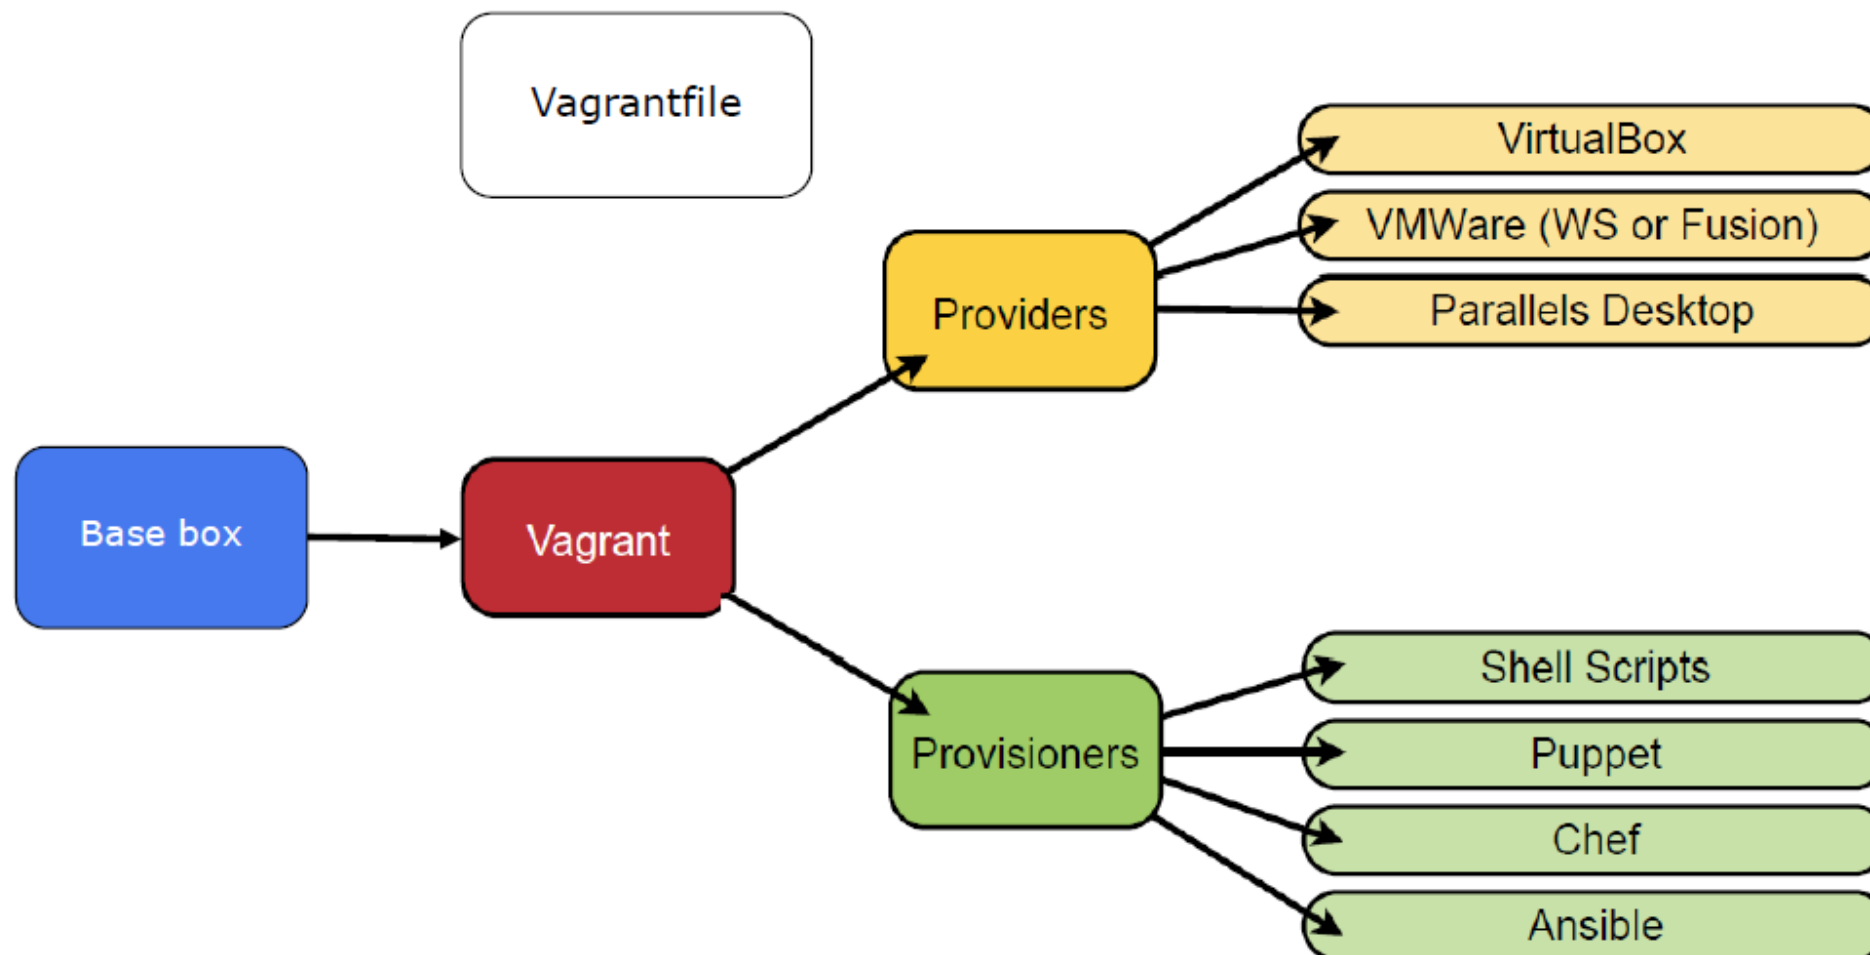 Vagrantfile
VirtualBox
VMWare (WS or Fusion)
Providers
Parallels Desktop
Base box
Vagrant
Shell Scripts
Provisioners
Puppet
Chef
Ansible